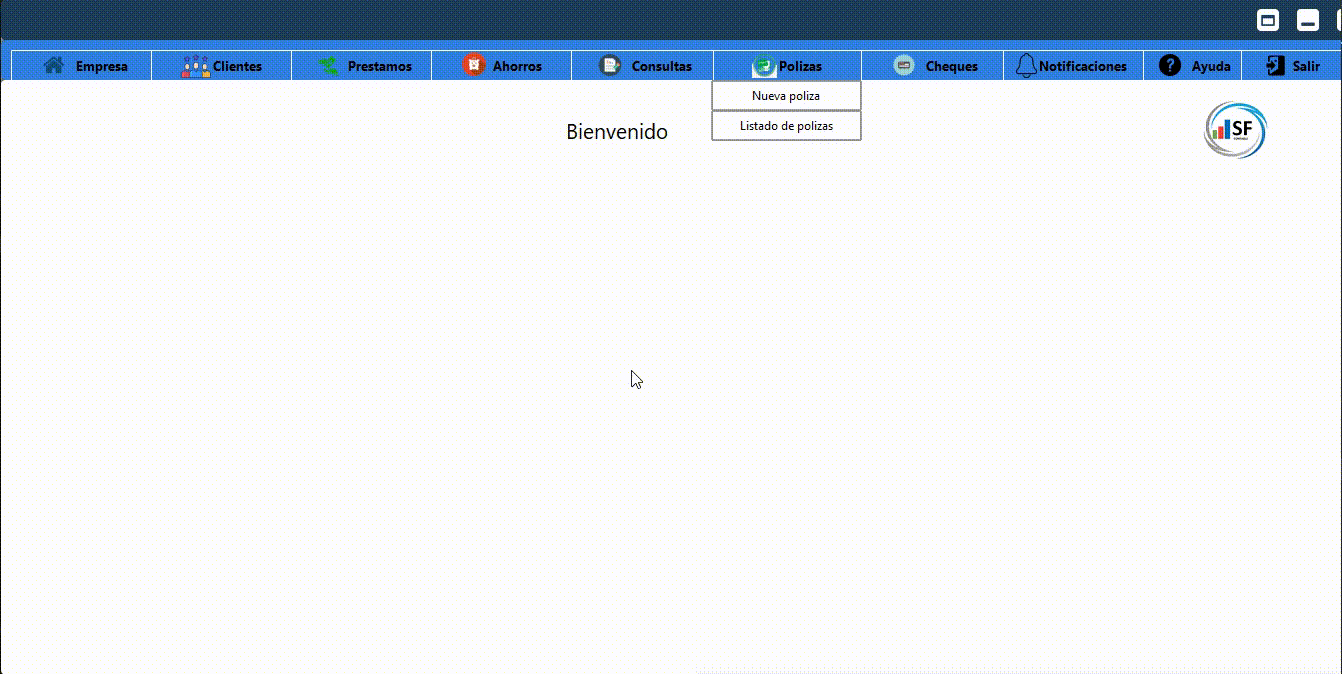 Empresa
Clientes
Prestamos
Ahorros
Consultas
Polizas
Cheques
Notificaciones
Ayuda
Salir
Nueva poliza
Listado de polizas
Bienvenido
SF